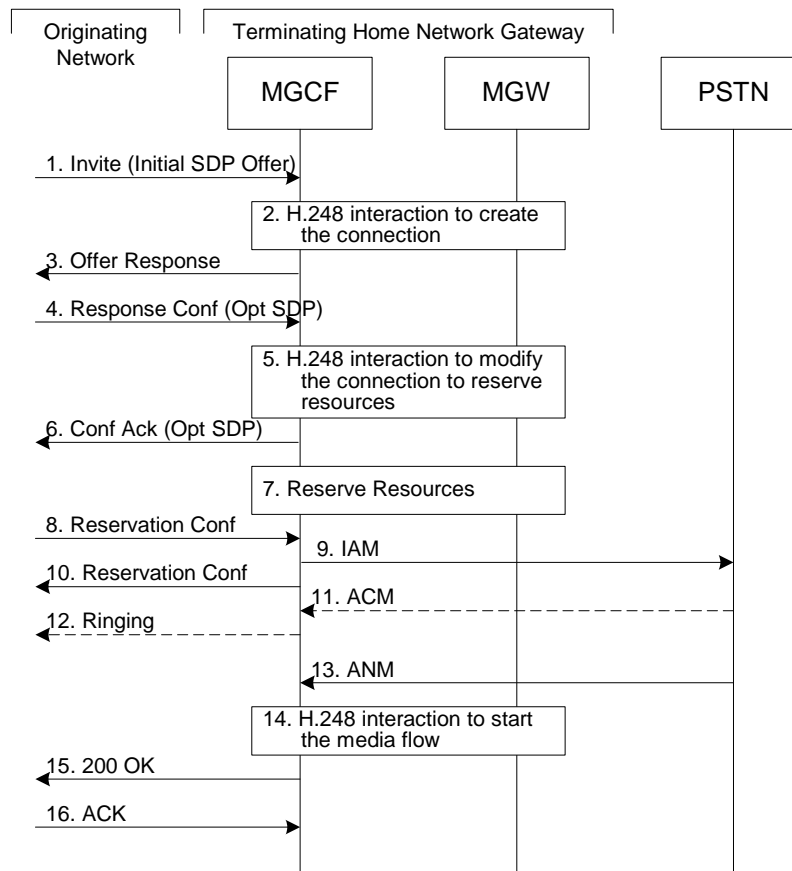 Originating
Network
Terminating Home Network Gateway
MGCF
MGW
PSTN
1. Invite (Initial SDP Offer)
2. H.248 interaction to create
the connection
3. Offer Response
4. Response Conf (Opt SDP)
5. H.248 interaction to modify
the connection to reserve
resources
6. Conf Ack (Opt SDP)
7. Reserve Resources
8. Reservation Conf
9. IAM
10. Reservation Conf
11. ACM
12. Ringing
13. ANM
14. H.248 interaction to start
the media flow
15. 200 OK
16. ACK